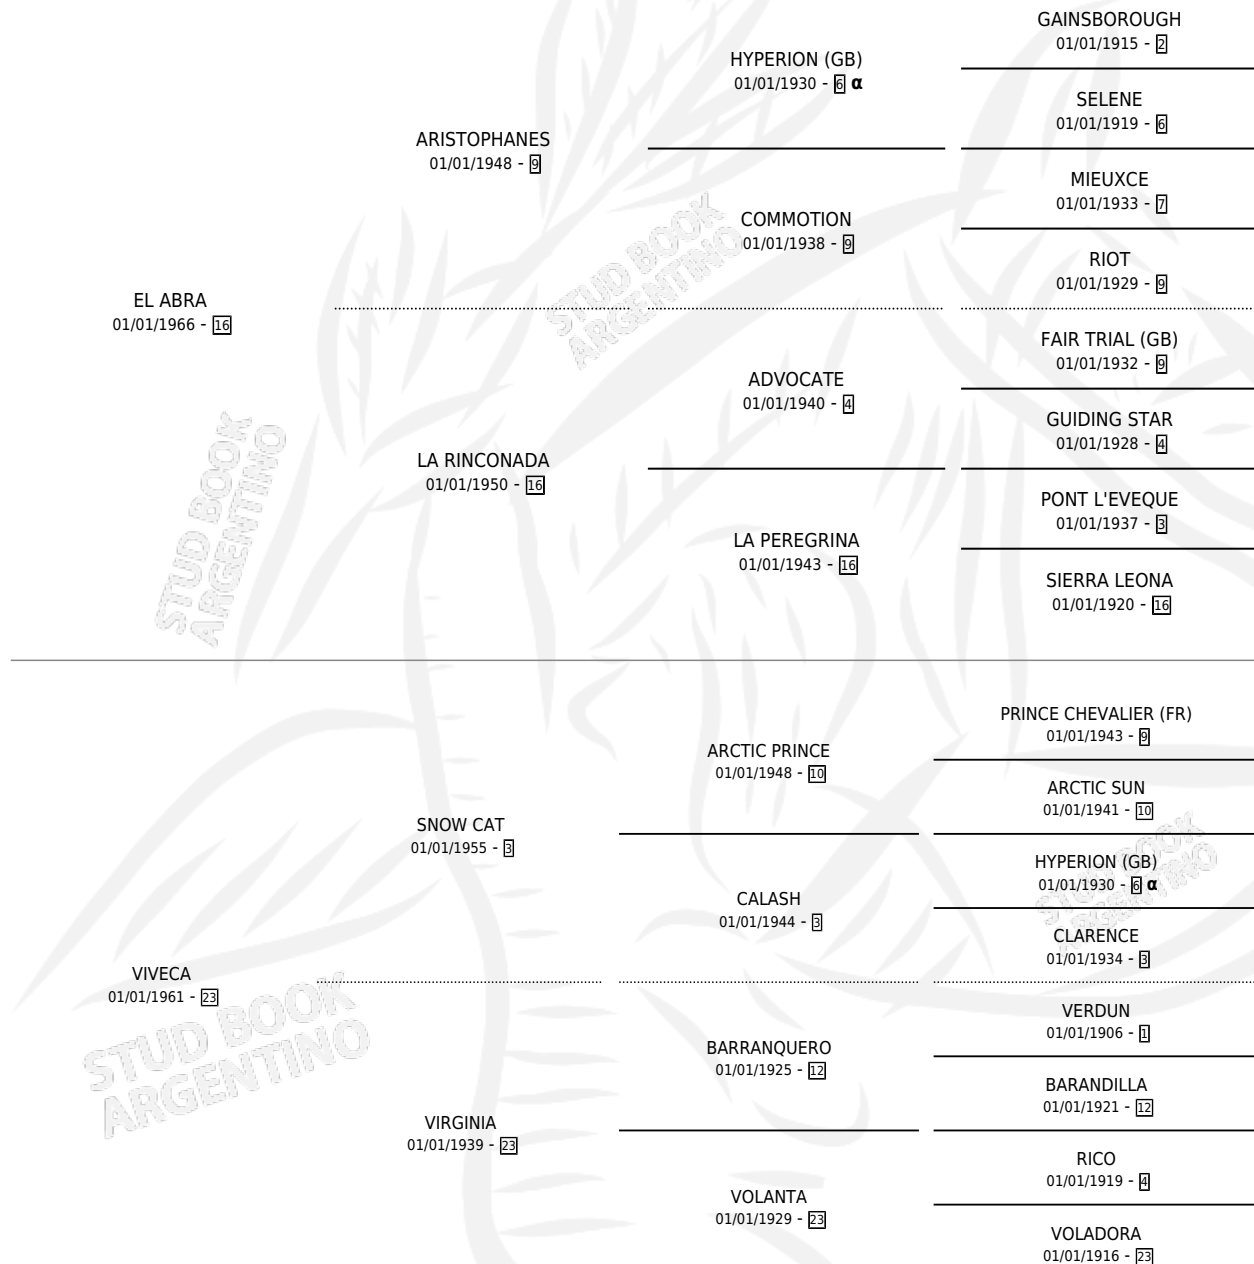 GAINSBOROUGH
01/01/1915 - 2
HYPERION (GB)
01/01/1930 - 6 α
SELENE
01/01/1919 - 6
ARISTOPHANES
01/01/1948 - 9
MIEUXCE
01/01/1933 - 7
COMMOTION
01/01/1938 - 9
RIOT
01/01/1929 - 9
EL ABRA
01/01/1966 - 16
FAIR TRIAL (GB)
01/01/1932 - 9
ADVOCATE
01/01/1940 - 4
GUIDING STAR
01/01/1928 - 4
LA RINCONADA
01/01/1950 - 16
PONT L'EVEQUE
01/01/1937 - 3
LA PEREGRINA
01/01/1943 - 16
SIERRA LEONA
01/01/1920 - 16
PRINCE CHEVALIER (FR)
01/01/1943 - 9
ARCTIC PRINCE
01/01/1948 - 10
ARCTIC SUN
01/01/1941 - 10
SNOW CAT
01/01/1955 - 3
HYPERION (GB)
01/01/1930 - 6 α
CALASH
01/01/1944 - 3
CLARENCE
01/01/1934 - 3
VIVECA
01/01/1961 - 23
VERDUN
01/01/1906 - 1
BARRANQUERO
01/01/1925 - 12
BARANDILLA
01/01/1921 - 12
VIRGINIA
01/01/1939 - 23
RICO
01/01/1919 - 4
VOLANTA
01/01/1929 - 23
VOLADORA
01/01/1916 - 23
STUD BOOK
ARGENTINO
STUD BOOK
ARGENTINO
STUD BOOK
ARGENTINO
STUD BOOK
ARGENTINO